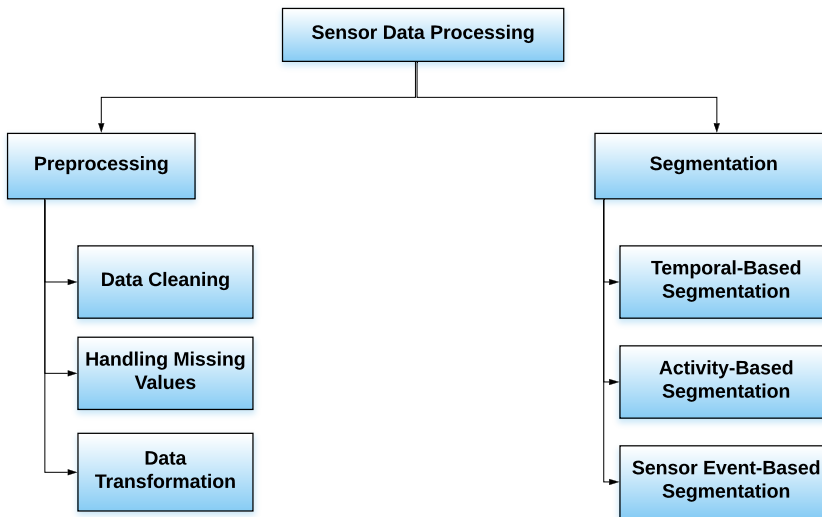 Sensor Data Processing
Preprocessing
Segmentation
Data Cleaning
Handling Missing
Values
Data
Transformation
Temporal-Based
Segmentation
Activity-Based
Segmentation
Sensor Event-Based
Segmentation